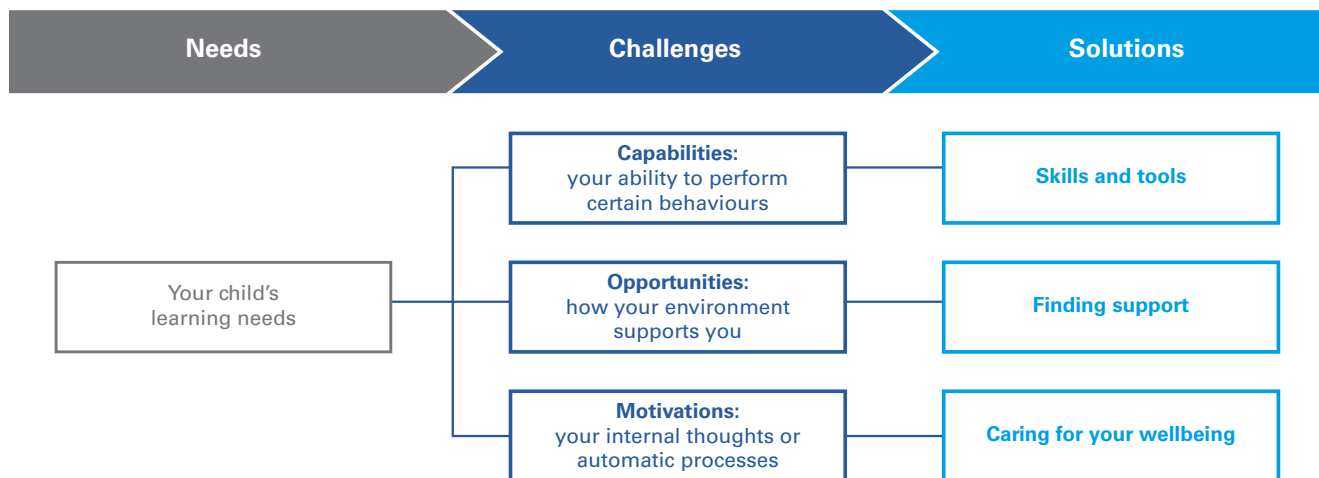 Needs
Challenges
Solutions
Capabilities:
your ability to perform
certain behaviours
Skills and tools
Your child’s
learning needs
Opportunities:
how your environment
supports you
Finding support
Motivations:
your internal thoughts or
automatic processes
Caring for your wellbeing